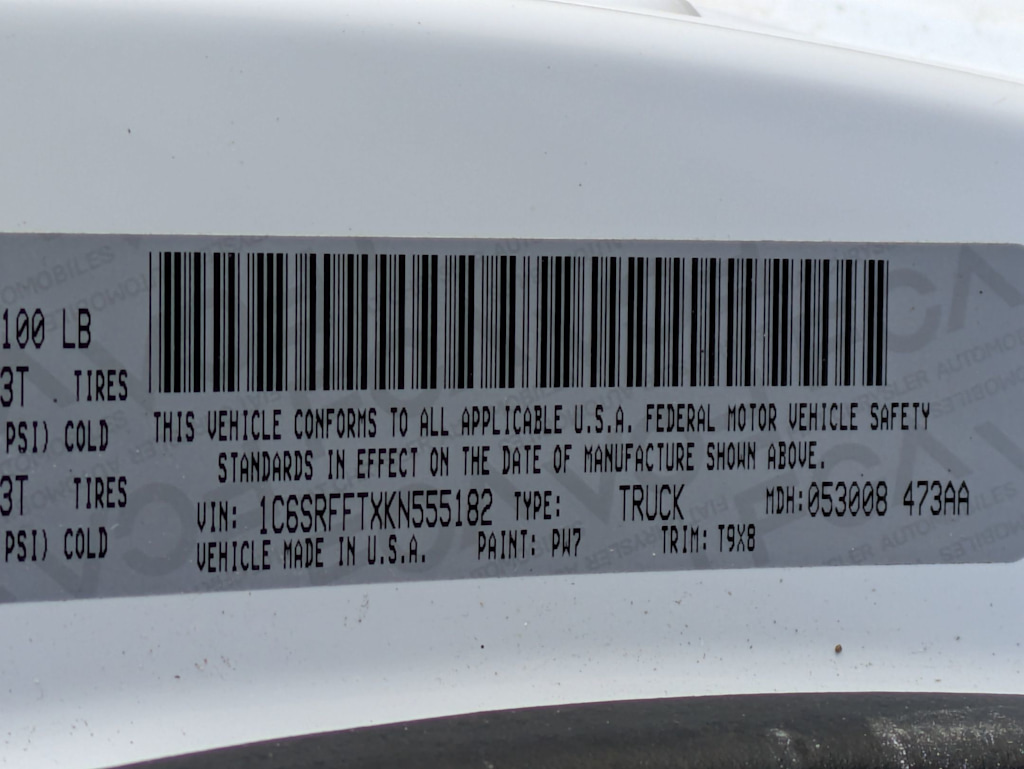 100 LB
3T . TIRES
PSI) COLD
3T TIRES
PSI) COLD
THIS VEHICLE CONFORMS TO ALL APPLICABLE U.S.A. FEDERAL MOTOR VEHICLE SAFETY
STANDARDS IN EFFECT ON THE DATE OF MANUFACTURE SHOWN ABOVE.
VIN: 1C6SRFFTXKN555182 TYPE: TRUCK MDH:053008 473AA
VEHICLE MADE IN U.S.A. PAINT: PW7 TRIM: T9X8